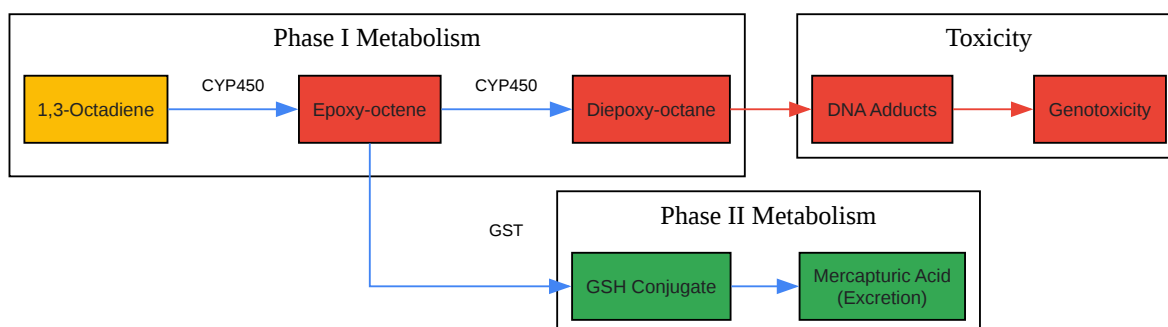 Phase I Metabolism
Toxicity
CYP450
CYP450
1,3-Octadiene
Epoxy-octene
Diepoxy-octane
DNA Adducts
Genotoxicity
Phase II Metabolism
GST
GSH Conjugate
Mercapturic Acid
(Excretion)